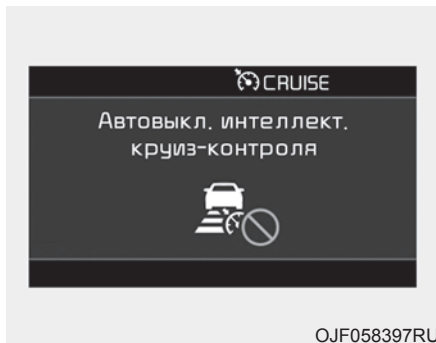 CRUISE
Автовыкл. интеллект.
круиз-контроля
OJF058397RU